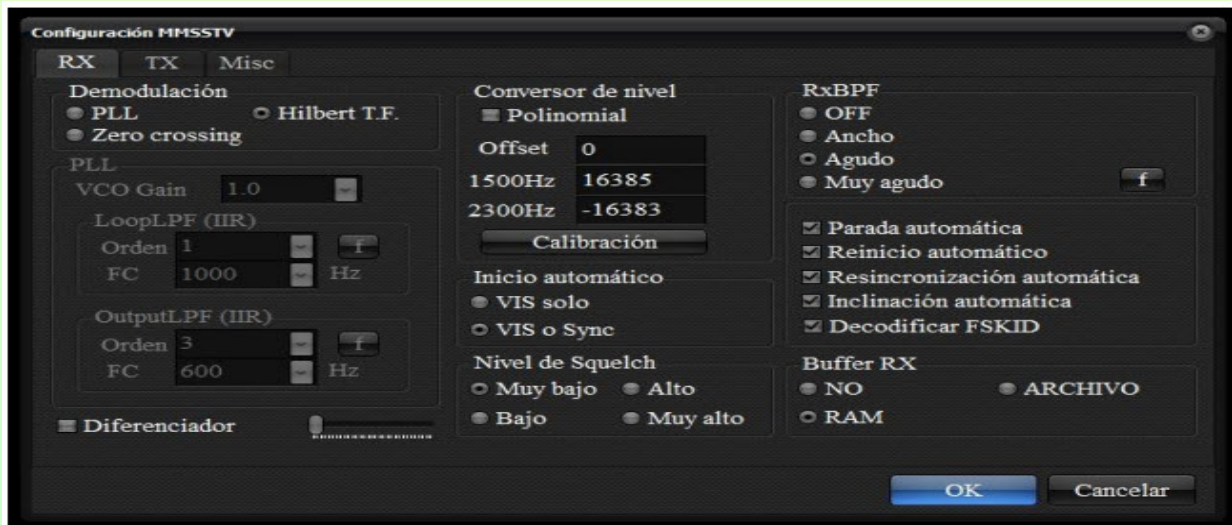 Configuración MMSSTV
RX TX Misc
Demodulación
PLL Hilbert T.F.
Zero crossing
PLL
VCO Gain 1.0
LoopLPF (IIR)
Orden 1 f
FC 1000 Hz
OutputLPF (IIR)
Orden 3 f
FC 600 Hz
Diferenciador
Conversor de nivel
Polinomial
Offset 0
1500Hz 16385
2300Hz -16383
Calibración
Inicio automático
VIS solo
VIS o Sync
Nivel de Squelch
Muy bajo Alto
Bajo Muy alto
RxBPF
OFF
Ancho
Agudo
Muy agudo f
Parada automática
Reinicio automático
Resincronización automática
Inclinación automática
Decodificar FSKID
Buffer RX
NO ARCHIVO
RAM
OK Cancelar